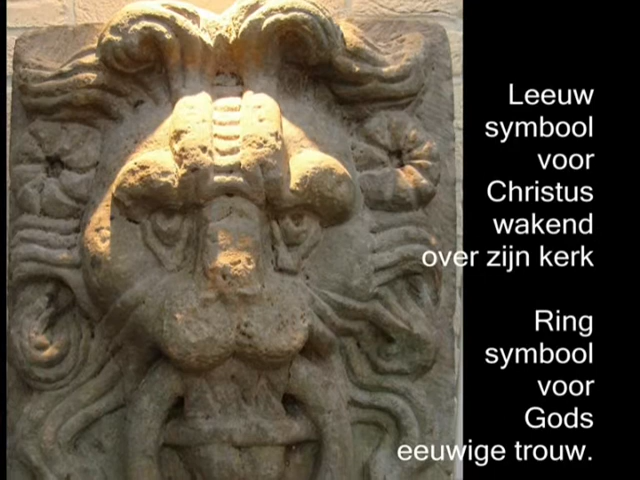 Leeuw
symbool
voor
Christus
wakend
over zijn kerk
Ring
symbool
voor
Gods
eeuwige trouw.